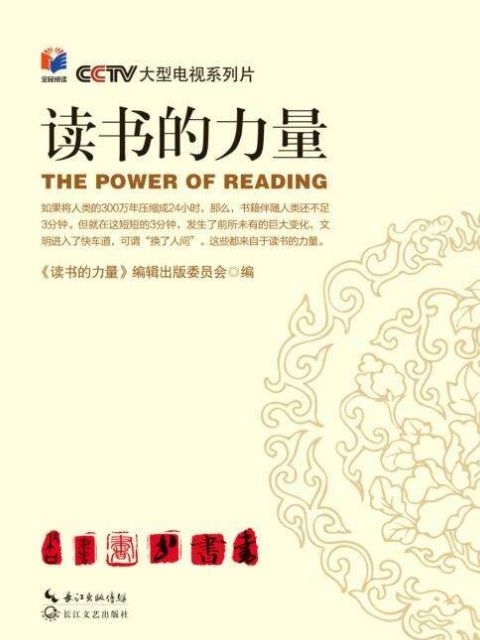 全民阅读
CCTV 大型电视系列片
读书的力量
THE POWER OF READING
如果将人类的300万年压缩成24小时，那么，书籍伴随人类还不足
3分钟。但就在这短短的3分钟，发生了前所未有的巨大变化，文
明进入了快车道，可谓“换了人间”。这些都来自于读书的力量。
《读书的力量》编辑出版委员会◎编
长江出版传媒
长江文艺出版社